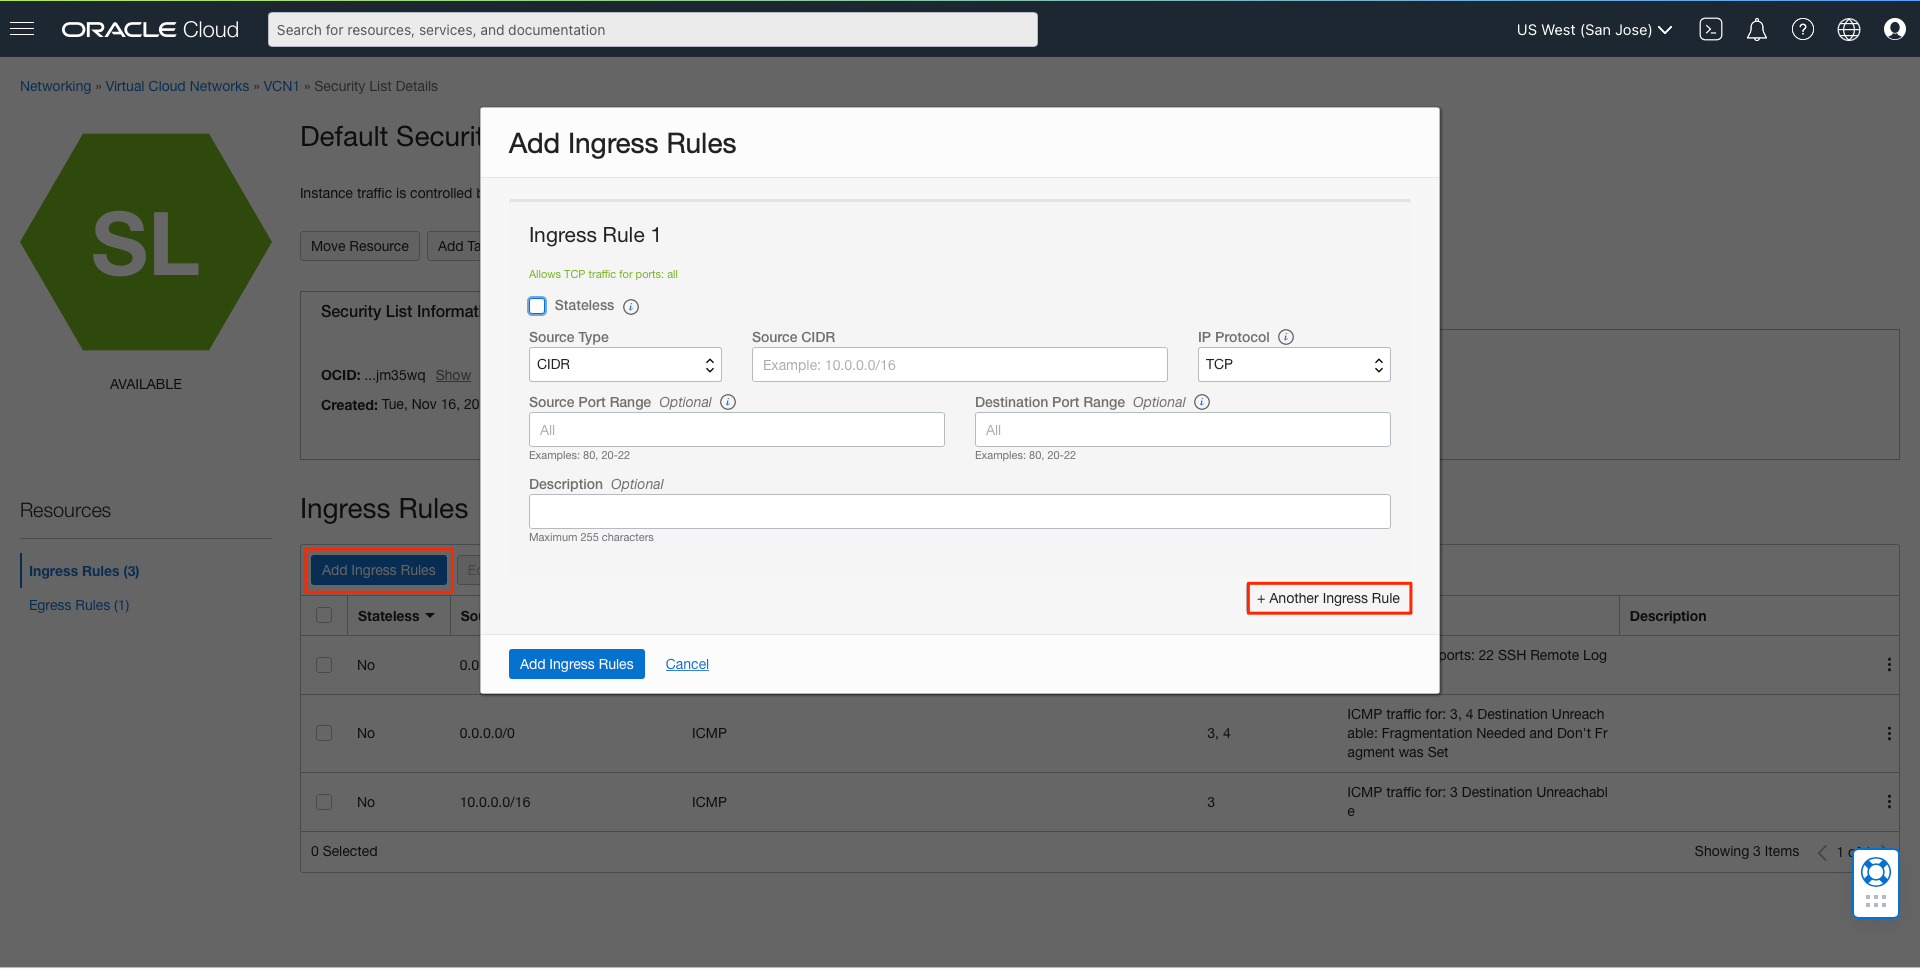 ORACLE Cloud
Search for resources, services, and documentation
US West (San Jose)
Networking » Virtual Cloud Networks » VCN1 » Security List Details
SL
AVAILABLE
Default Securit
Instance traffic is controlled
Move Resource
Add Ta
Security List Informat
OCID: ...jm35wq Show
Created: Tue, Nov 16, 20
Resources
Ingress Rules (3)
Egress Rules (1)
Ingress Rules
Add Ingress Rules
Stateless
No
0.0
ports: 22 SSH Remote Log
Description
No
0.0.0.0/0
ICMP
3, 4
ICMP traffic for: 3, 4 Destination Unreach
able: Fragmentation Needed and Don't Fr
agment was Set
No
10.0.0.0/16
ICMP
3
ICMP traffic for: 3 Destination Unreachabl
e
0 Selected
Showing 3 Items
1
Add Ingress Rules
Ingress Rule 1
Allows TCP traffic for ports: all
Stateless
Source Type
CIDR
Source CIDR
Example: 10.0.0.0/16
IP Protocol
TCP
Source Port Range Optional
All
Examples: 80, 20-22
Destination Port Range Optional
All
Examples: 80, 20-22
Description Optional
Maximum 255 characters
+ Another Ingress Rule
Add Ingress Rules
Cancel